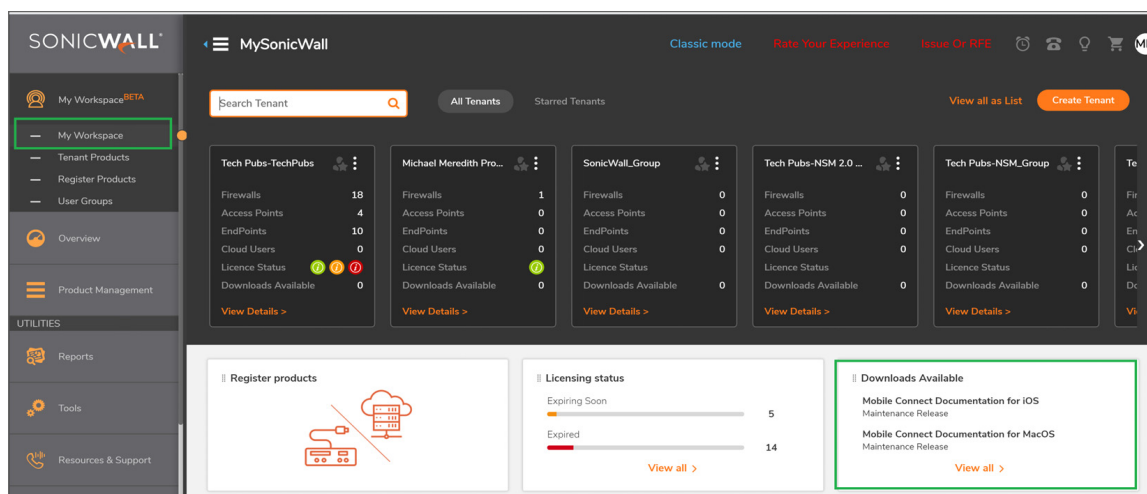 SONICWALL
MySonicWall
Classic mode
Rate Your Experience
Issue Or RFE
My Workspace BETA
My Workspace
Tenant Products
Register Products
User Groups
Overview
Product Management
UTILITIES
Reports
Tools
Resources & Support
Search Tenant
All Tenants
Starred Tenants
View all as List
Create Tenant
Tech Pubs-TechPubs
Firewalls 18
Access Points 4
EndPoints 10
Cloud Users 0
Licence Status
Downloads Available 0
View Details >
Michael Meredith Pro...
Firewalls 1
Access Points 0
EndPoints 0
Cloud Users 0
Licence Status
Downloads Available 0
View Details >
SonicWall_Group
Firewalls 0
Access Points 0
EndPoints 0
Cloud Users 0
Licence Status
Downloads Available 0
View Details >
Tech Pubs-NSM 2.0 ...
Firewalls 0
Access Points 0
EndPoints 0
Cloud Users 0
Licence Status
Downloads Available 0
View Details >
Tech Pubs-NSM_Group
Firewalls 0
Access Points 0
EndPoints 0
Cloud Users 0
Licence Status
Downloads Available 0
View Details >
Register products
Licensing status
Expiring Soon
5
Expired
14
View all >
Downloads Available
Mobile Connect Documentation for iOS
Maintenance Release
Mobile Connect Documentation for MacOS
Maintenance Release
View all >